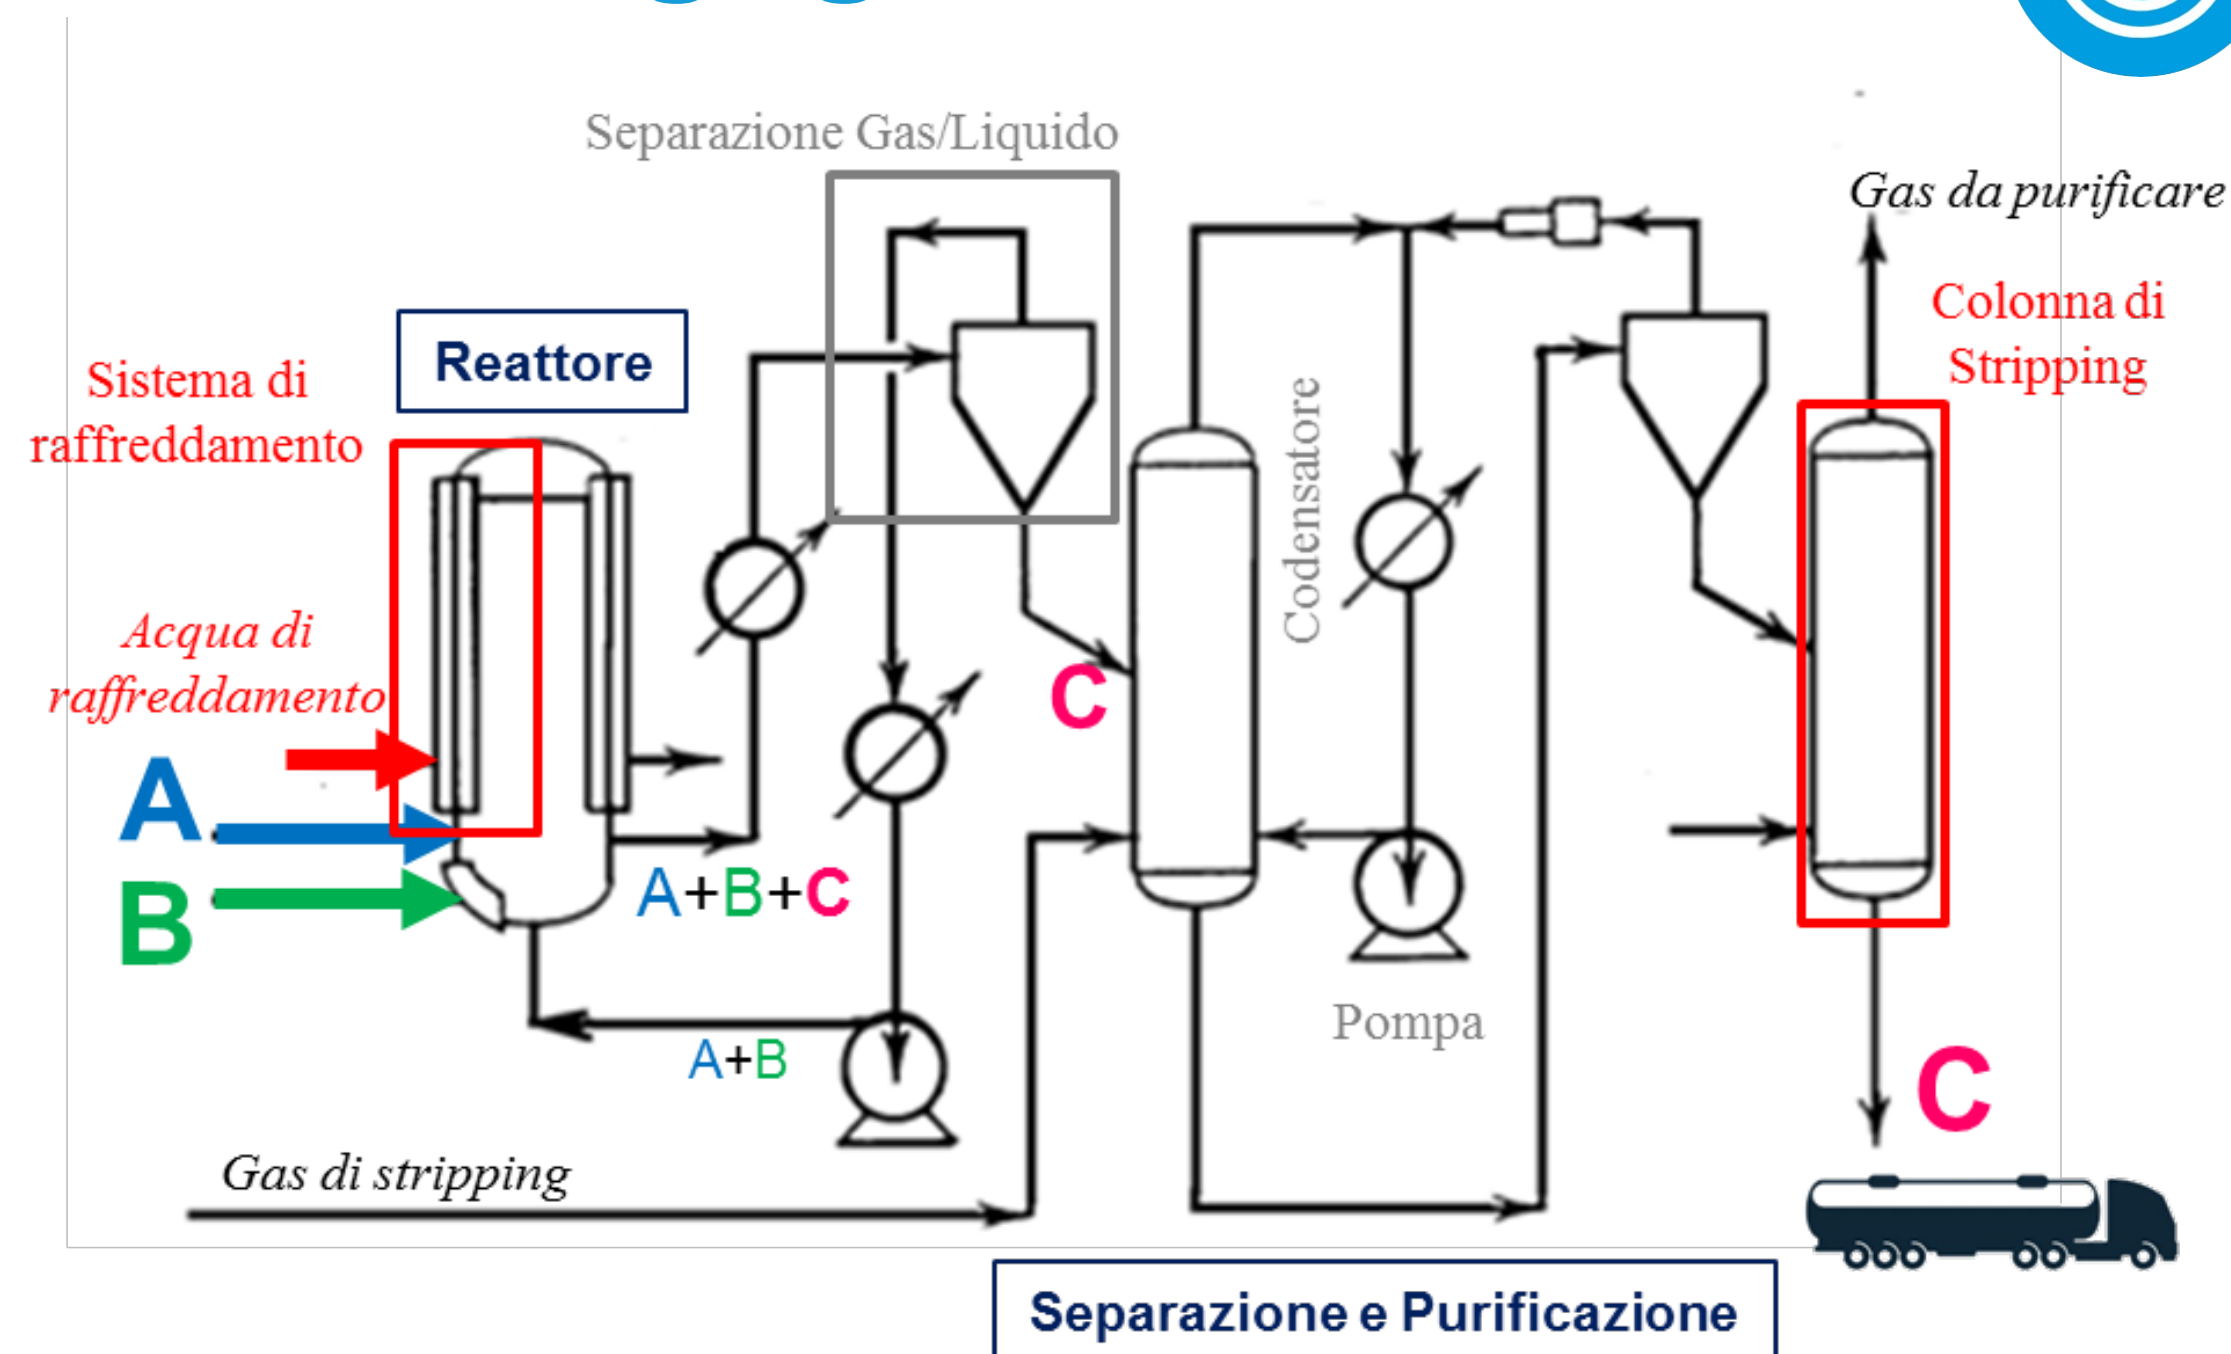 Separazione Gas/Liquido
Gas da purificare
Colonna di
Stripping
Reattore
Sistema di
raffreddamento
Codensatore
Acqua di
raffreddamento
C
A
B
A+B+C
A+B
Pompa
C
Gas di stripping
Separazione e Purificazione